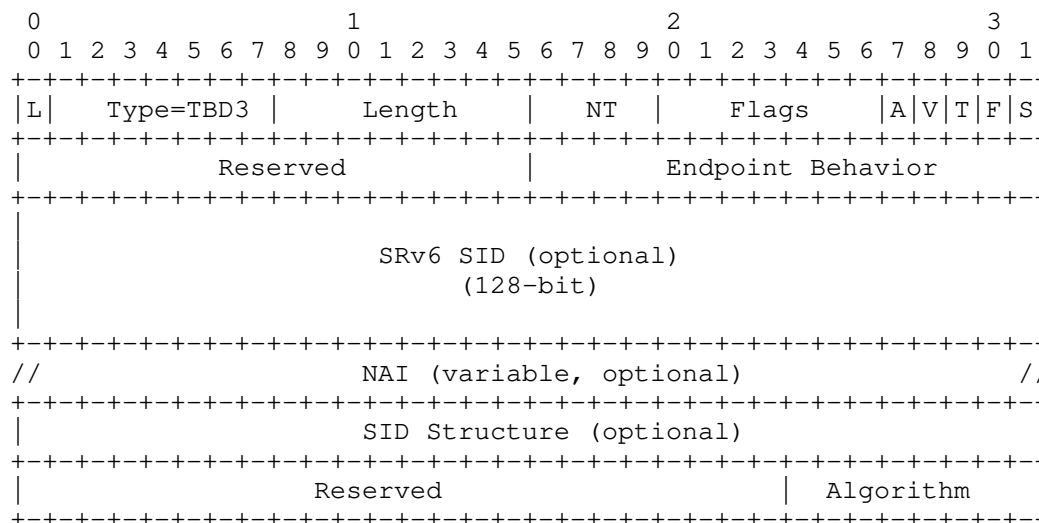 0                   1                   2                   3
 0 1 2 3 4 5 6 7 8 9 0 1 2 3 4 5 6 7 8 9 0 1 2 3 4 5 6 7 8 9 0 1
+-+-+-+-+-+-+-+-+-+-+-+-+-+-+-+-+-+-+-+-+-+-+-+-+-+-+-+-+-+-+-+-
|L|   Type=TBD3 |     Length    |   NT  |     Flags   |A|V|T|F|S
+-+-+-+-+-+-+-+-+-+-+-+-+-+-+-+-+-+-+-+-+-+-+-+-+-+-+-+-+-+-+-+-
|            Reserved           |        Endpoint Behavior
+-+-+-+-+-+-+-+-+-+-+-+-+-+-+-+-+-+-+-+-+-+-+-+-+-+-+-+-+-+-+-+-
|
|                      SRv6 SID (optional)
|                           (128-bit)
|
+-+-+-+-+-+-+-+-+-+-+-+-+-+-+-+-+-+-+-+-+-+-+-+-+-+-+-+-+-+-+-+-
//                    NAI (variable, optional)                 //
+-+-+-+-+-+-+-+-+-+-+-+-+-+-+-+-+-+-+-+-+-+-+-+-+-+-+-+-+-+-+-+-
|                     SID Structure (optional)
+-+-+-+-+-+-+-+-+-+-+-+-+-+-+-+-+-+-+-+-+-+-+-+-+-+-+-+-+-+-+-+-
|                  Reserved                     |  Algorithm
+-+-+-+-+-+-+-+-+-+-+-+-+-+-+-+-+-+-+-+-+-+-+-+-+-+-+-+-+-+-+-+-